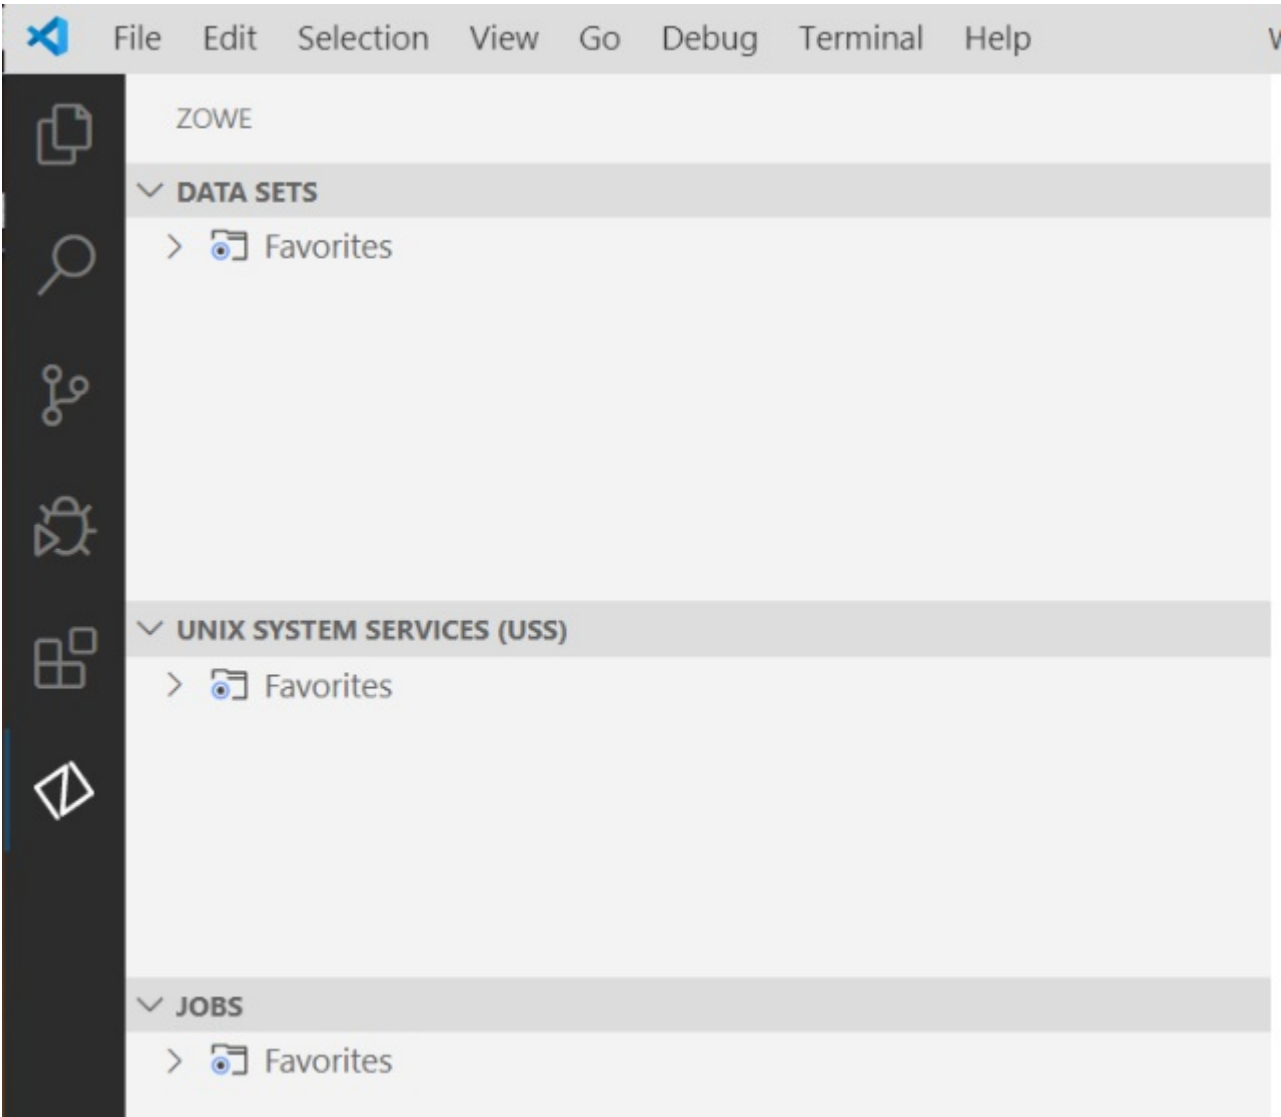 File Edit Selection View Go Debug Terminal Help
ZOWE
DATA SETS
Favorites
UNIX SYSTEM SERVICES (USS)
Favorites
JOBS
Favorites